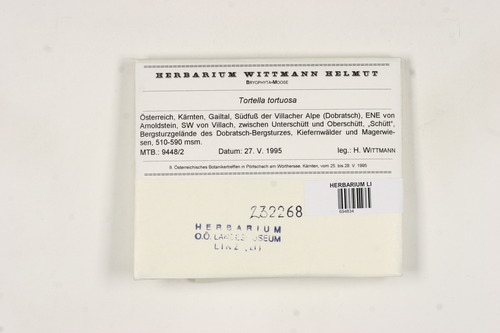 HERBARIUM WITTMANN HELMUT
BRYOPHYTA-MOOSE
Tortella tortuosa
Österreich, Kärnten, Gailtal, Südfuß der Villacher Alpe (Dobratsch), ENE von
Arnoldstein, SW von Villach, zwischen Unterschütt und Oberschütt, „Schütt",
Bergsturzgelände des Dobratsch-Bergsturzes, Kiefernwälder und Magerwie-
sen, 510-590 msm.
MTB.: 9448/2 Datum: 27. V. 1995 leg.: H. WITTMANN
8. Österreichisches Botanikertreffen in Pörtschach am Wörthersee, Kärnten, vom 25. bis 28. V. 1995
HERBARIUM LI
694834
232268
HERBARIUM
O.Ö. LANDESMUSEUM
LINZ (LI)